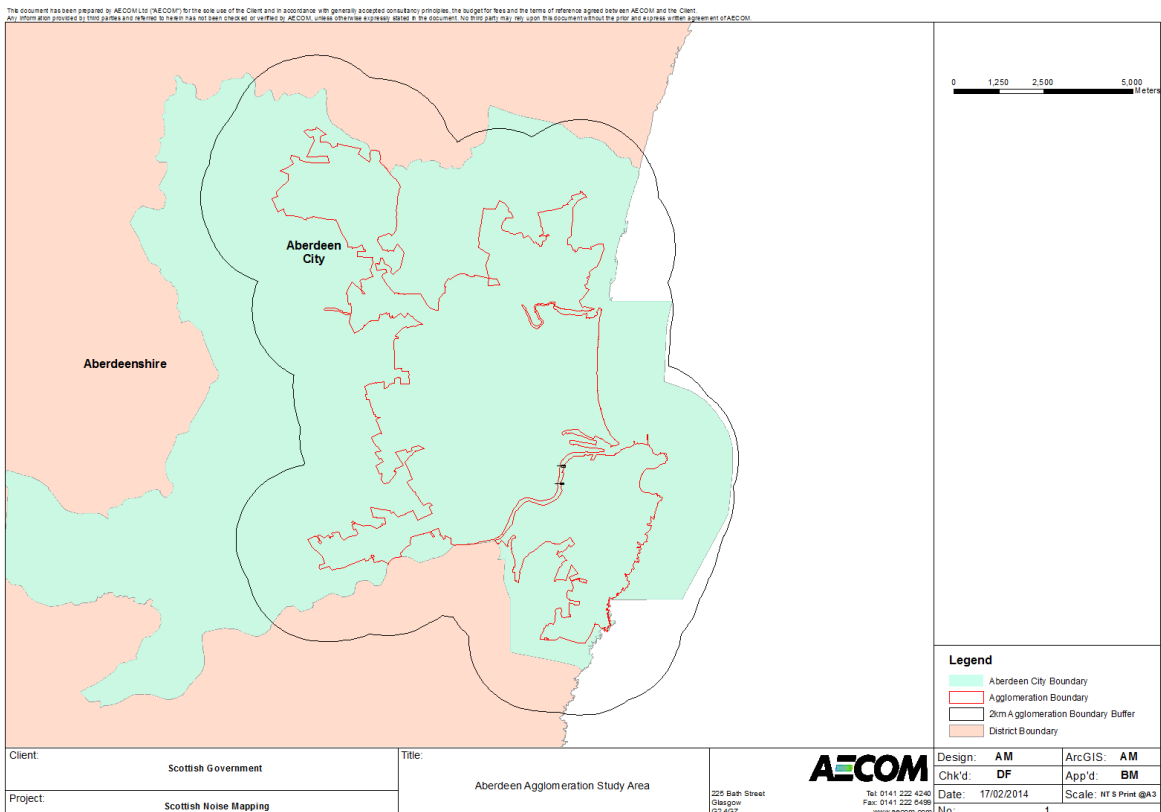 This document has been prepared by AECOM Ltd ("AECOM") for the sole use of the Client and in accordance with generally accepted consultancy principles, the budget for fees and the terms of reference agreed between AECOM and the Client.
Any information provided by third parties and referred to herein has not been checked or verified by AECOM, unless otherwise expressly stated in the document. No third party may rely upon this document without the prior and express written agreement of AECOM.
0 1,250 2,500 5,000
Meters
Aberdeen
City
Aberdeenshire
Legend
Aberdeen City Boundary
Agglomeration Boundary
2km Agglomeration Boundary Buffer
District Boundary
Client:
Scottish Government
Project:
Scottish Noise Mapping
Title:
Aberdeen Agglomeration Study Area
AECOM
225 Bath Street
Glasgow
G2 4GZ
Tel: 0141 222 4240
Fax: 0141 222 6499
www.aecom.com
Design: AM
ArcGIS: AM
Chk'd: DF
App'd: BM
Date: 17/02/2014
Scale: NTS Print @A3
No: 1